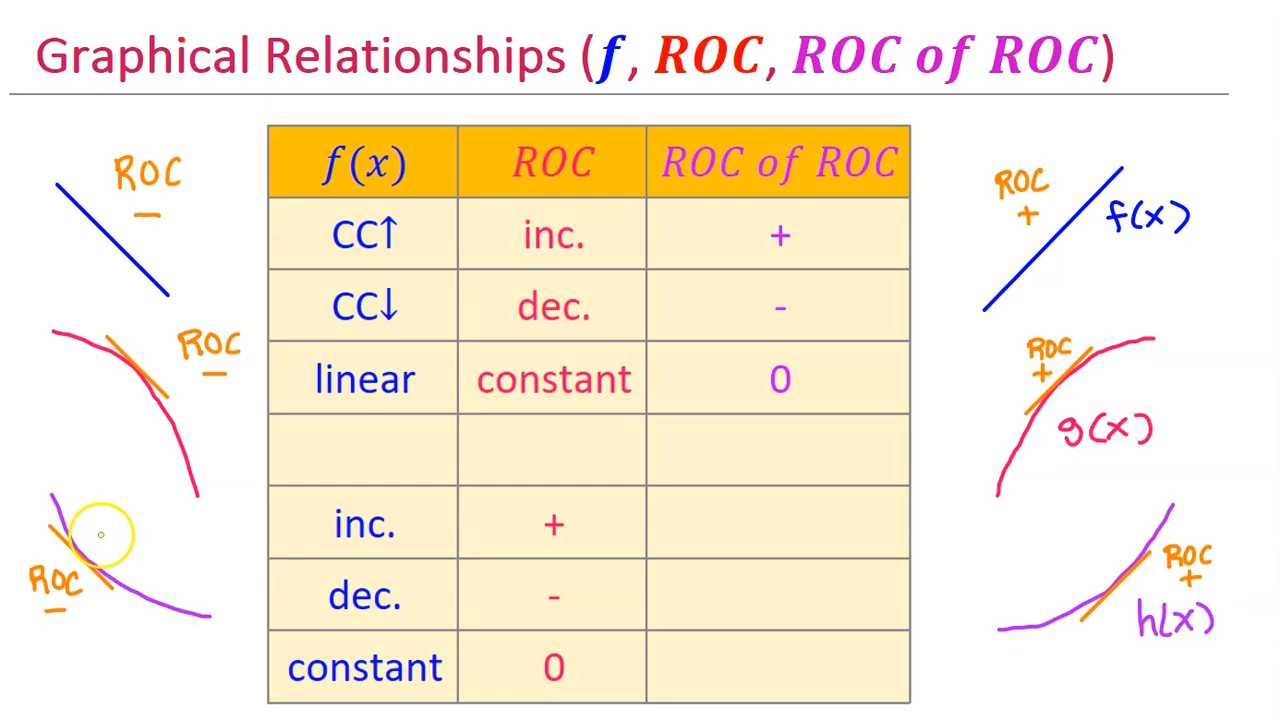 Graphical Relationships (f, ROC, ROC of ROC)
f(x) ROC ROC of ROC
CC↑ inc. +
CC↓ dec. -
linear constant 0
inc. +
dec. -
constant 0
ROC
−
ROC
−
ROC
−
ROC
+
f(x)
ROC
+
g(x)
ROC
+
h(x)